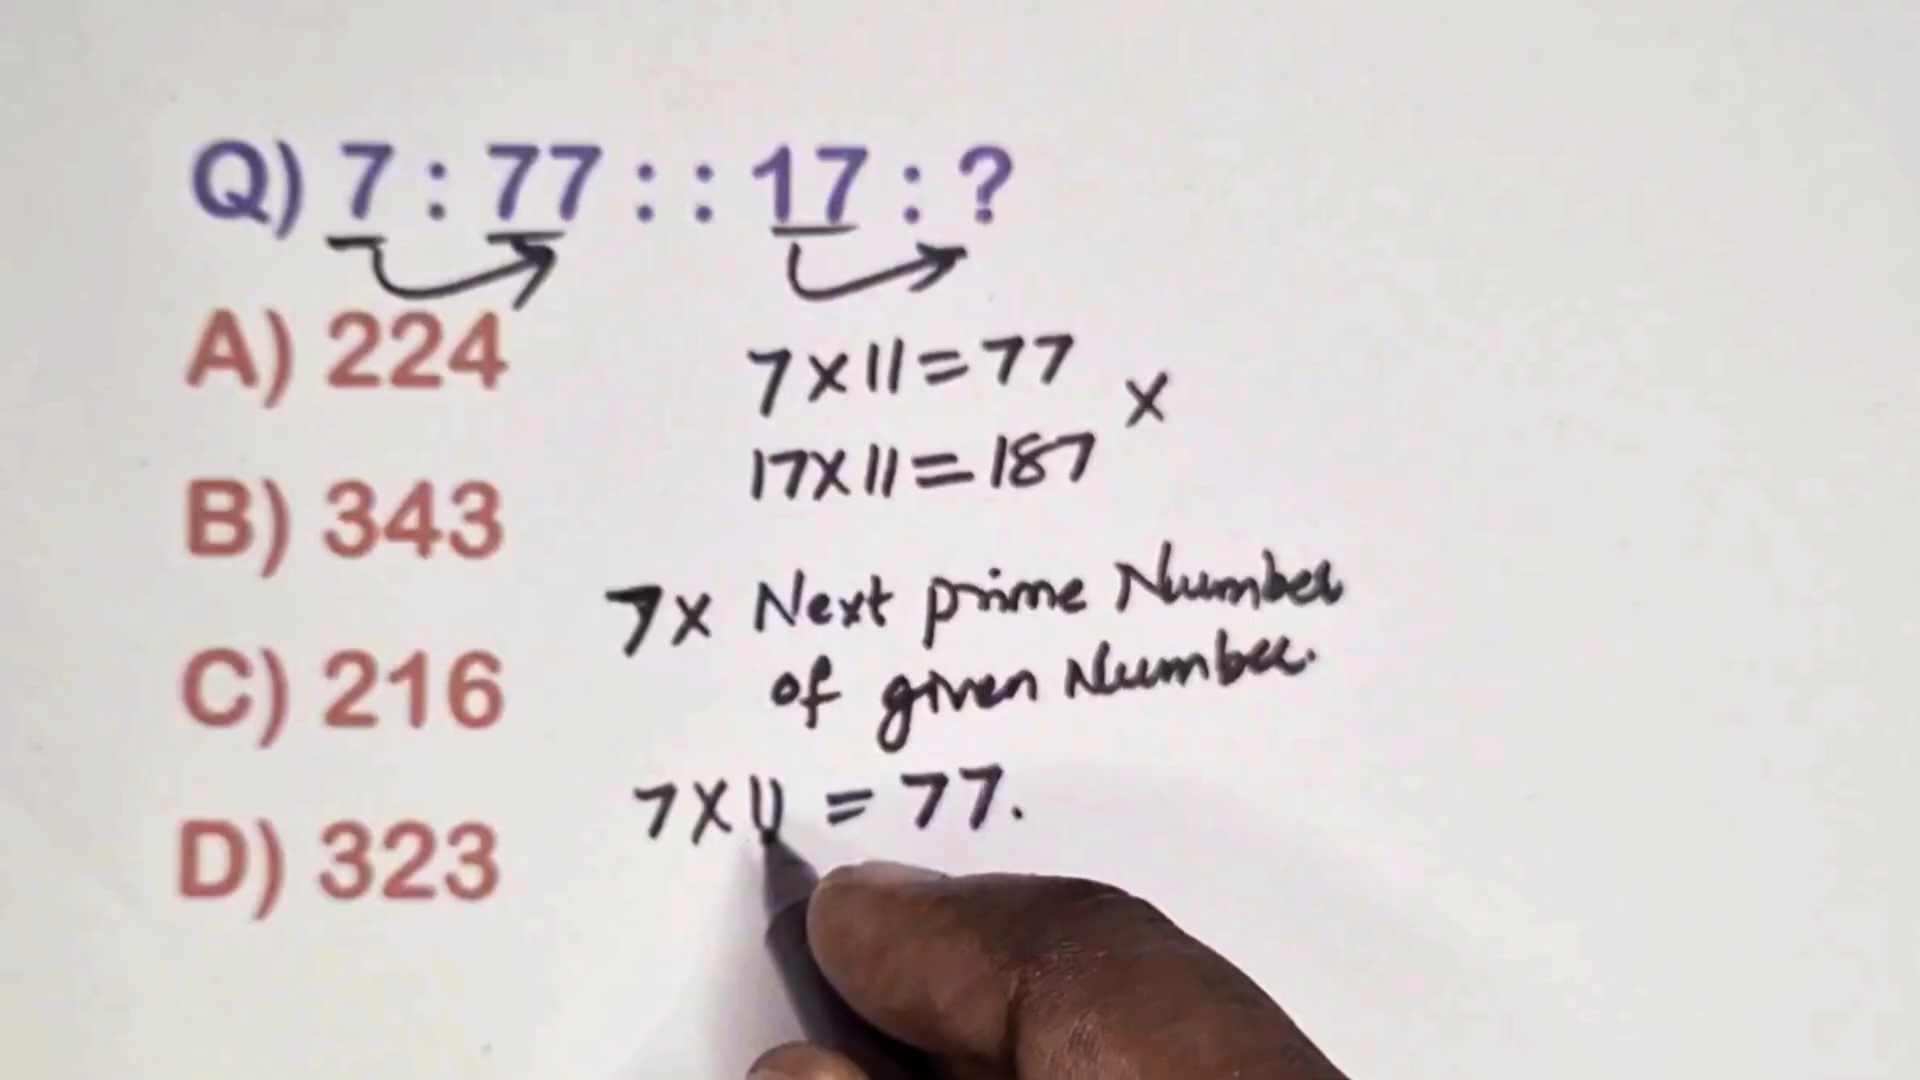 Q) 7 : 77 : : 17 : ?
A) 224
B) 343
C) 216
D) 323
7 x 11 = 77
x
17 x 11 = 187
7 x Next prime Number
of given Number.
7 x 11 = 77.